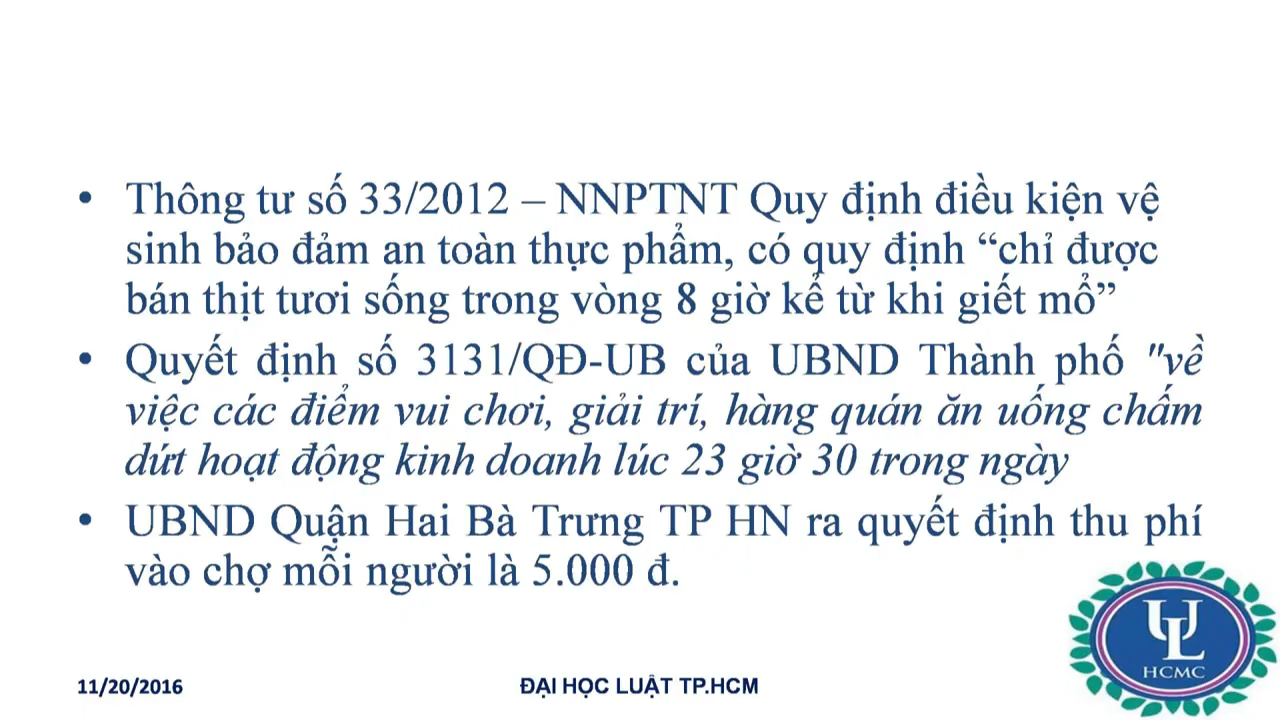 • Thông tư số 33/2012 – NNPTNT Quy định điều kiện vệ
sinh bảo đảm an toàn thực phẩm, có quy định “chỉ được
bán thịt tươi sống trong vòng 8 giờ kể từ khi giết mổ”
• Quyết định số 3131/QĐ-UB của UBND Thành phố "về
việc các điểm vui chơi, giải trí, hàng quán ăn uống chấm
dứt hoạt động kinh doanh lúc 23 giờ 30 trong ngày
• UBND Quận Hai Bà Trưng TP HN ra quyết định thu phí
vào chợ mỗi người là 5.000 đ.
UL
HCMC
11/20/2016
ĐẠI HỌC LUẬT TP.HCM